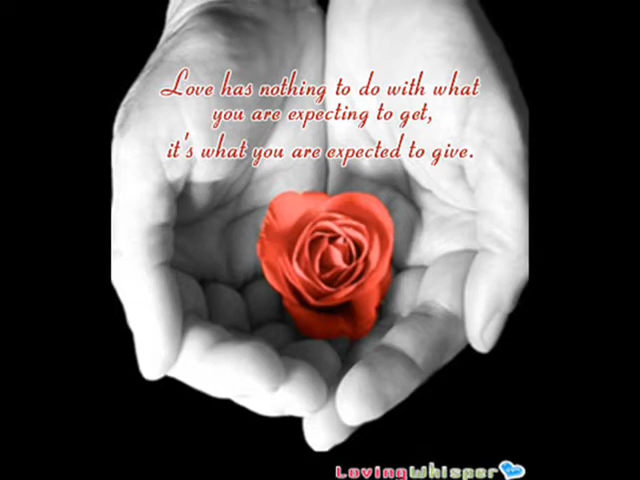 Love has nothing to do with what
you are expecting to get,
it's what you are expected to give.
LovingWhisper